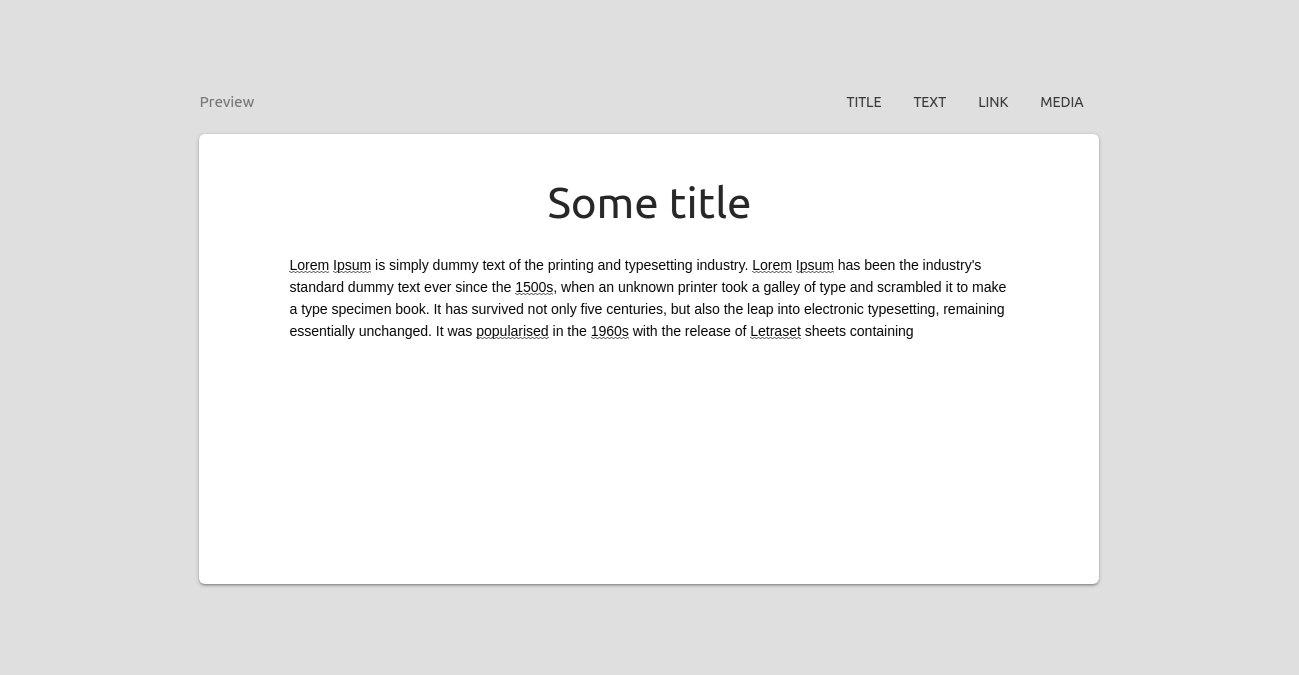 Preview
TITLE TEXT LINK MEDIA
Some title
Lorem Ipsum is simply dummy text of the printing and typesetting industry. Lorem Ipsum has been the industry's
standard dummy text ever since the 1500s, when an unknown printer took a galley of type and scrambled it to make
a type specimen book. It has survived not only five centuries, but also the leap into electronic typesetting, remaining
essentially unchanged. It was popularised in the 1960s with the release of Letraset sheets containing